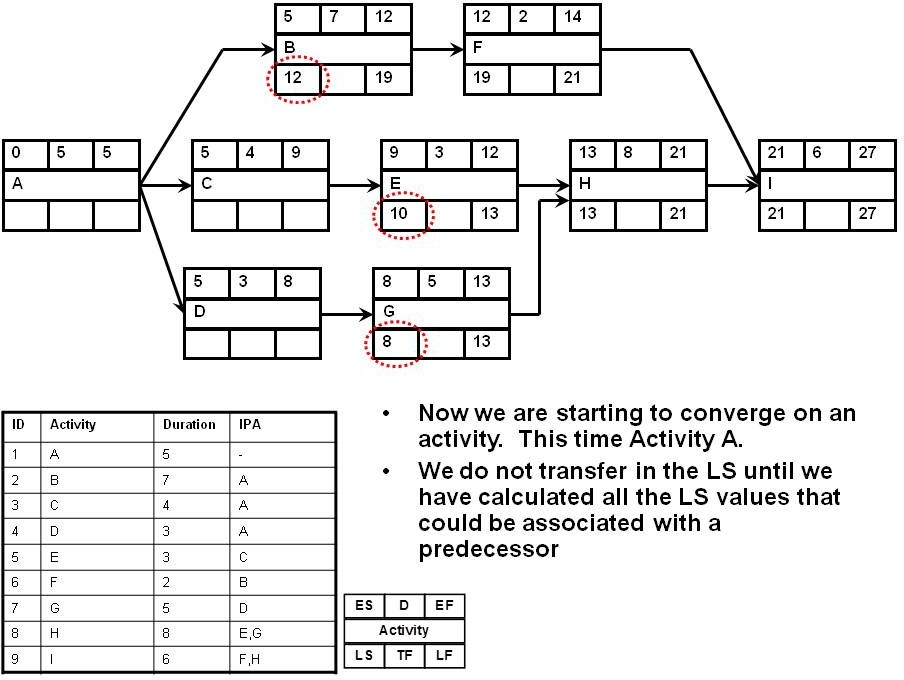 5 7 12
B
12 19
12 2 14
F
19 21
0 5 5
A
5 4 9
C
9 3 12
E
10 13
13 8 21
H
13 21
21 6 27
I
21 27
5 3 8
D
8 5 13
G
8 13
ID Activity Duration IPA
1 A 5 -
2 B 7 A
3 C 4 A
4 D 3 A
5 E 3 C
6 F 2 B
7 G 5 D
8 H 8 E,G
9 I 6 F,H
• Now we are starting to converge on an
activity. This time Activity A.
• We do not transfer in the LS until we
have calculated all the LS values that
could be associated with a
predecessor
ES D EF
Activity
LS TF LF